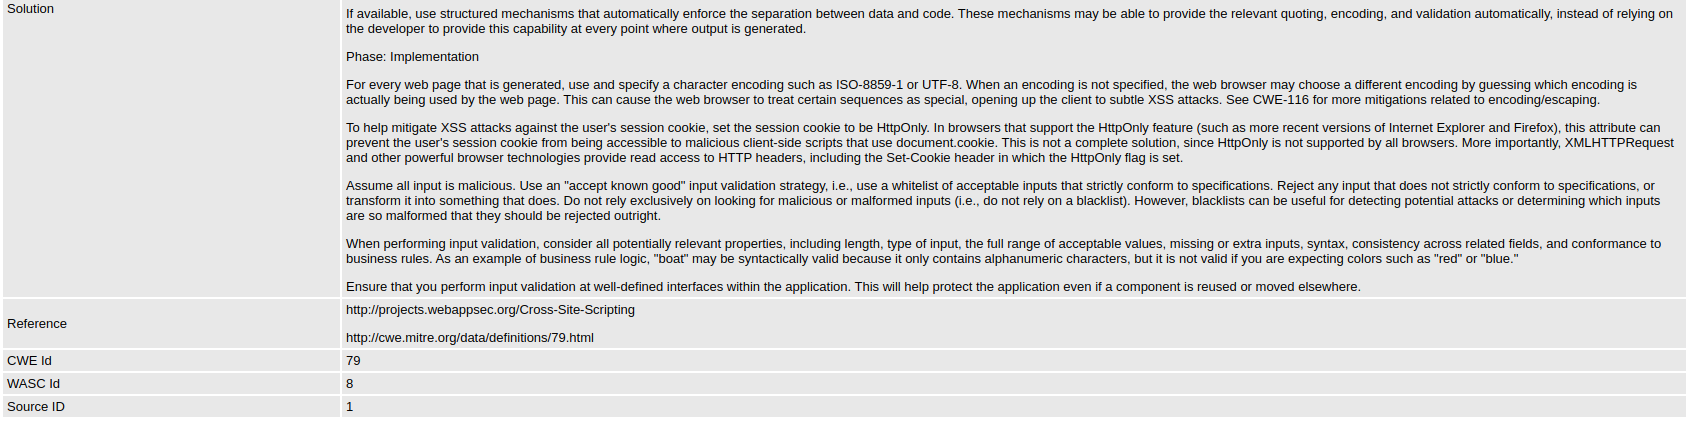 Solution
If available, use structured mechanisms that automatically enforce the separation between data and code. These mechanisms may be able to provide the relevant quoting, encoding, and validation automatically, instead of relying on
the developer to provide this capability at every point where output is generated.
Phase: Implementation
For every web page that is generated, use and specify a character encoding such as ISO-8859-1 or UTF-8. When an encoding is not specified, the web browser may choose a different encoding by guessing which encoding is
actually being used by the web page. This can cause the web browser to treat certain sequences as special, opening up the client to subtle XSS attacks. See CWE-116 for more mitigations related to encoding/escaping.
To help mitigate XSS attacks against the user's session cookie, set the session cookie to be HttpOnly. In browsers that support the HttpOnly feature (such as more recent versions of Internet Explorer and Firefox), this attribute can
prevent the user's session cookie from being accessible to malicious client-side scripts that use document.cookie. This is not a complete solution, since HttpOnly is not supported by all browsers. More importantly, XMLHTTPRequest
and other powerful browser technologies provide read access to HTTP headers, including the Set-Cookie header in which the HttpOnly flag is set.
Assume all input is malicious. Use an "accept known good" input validation strategy, i.e., use a whitelist of acceptable inputs that strictly conform to specifications. Reject any input that does not strictly conform to specifications, or
transform it into something that does. Do not rely exclusively on looking for malicious or malformed inputs (i.e., do not rely on a blacklist). However, blacklists can be useful for detecting potential attacks or determining which inputs
are so malformed that they should be rejected outright.
When performing input validation, consider all potentially relevant properties, including length, type of input, the full range of acceptable values, missing or extra inputs, syntax, consistency across related fields, and conformance to
business rules. As an example of business rule logic, "boat" may be syntactically valid because it only contains alphanumeric characters, but it is not valid if you are expecting colors such as "red" or "blue."
Ensure that you perform input validation at well-defined interfaces within the application. This will help protect the application even if a component is reused or moved elsewhere.
Reference
http://projects.webappsec.org/Cross-Site-Scripting
http://cwe.mitre.org/data/definitions/79.html
CWE Id
79
WASC Id
8
Source ID
1